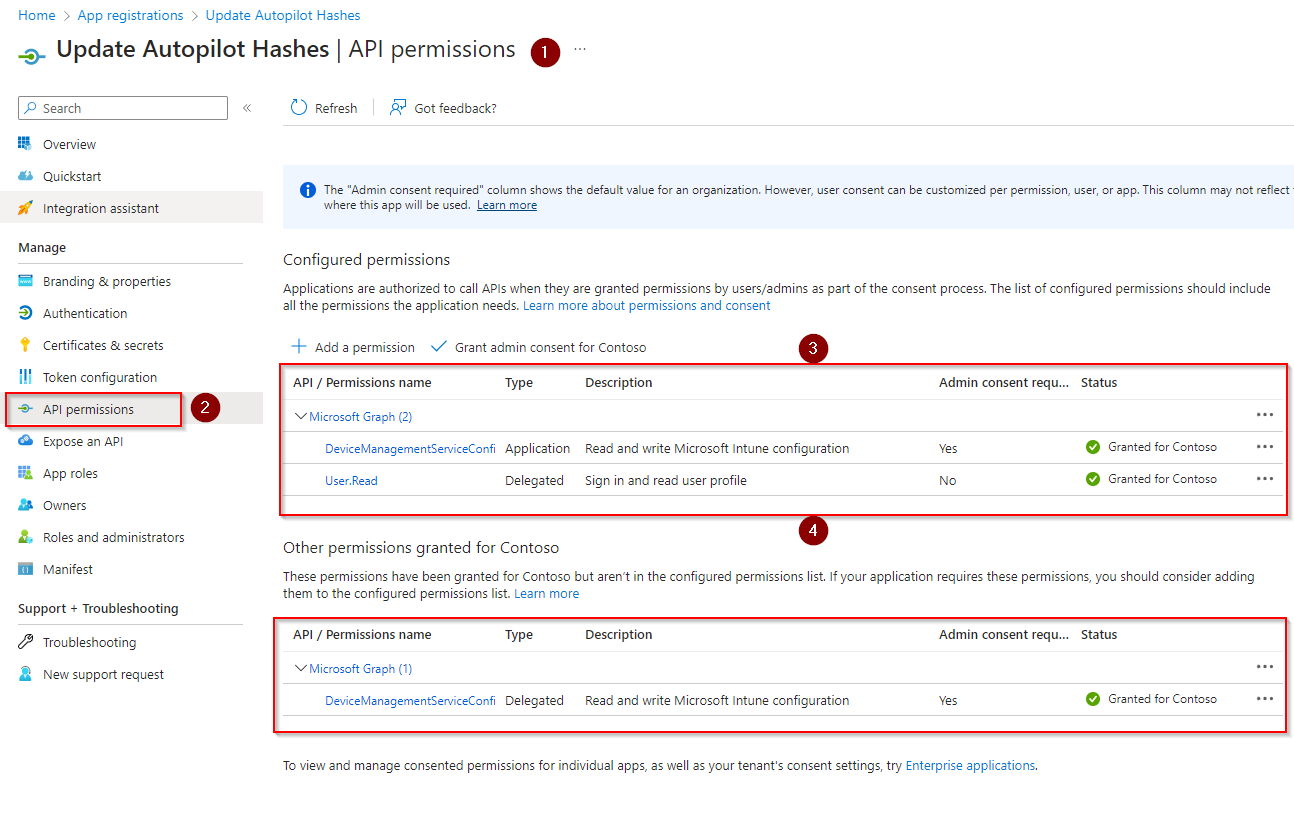 Home > App registrations > Update Autopilot Hashes
Update Autopilot Hashes | API permissions 1 ...
Search «
Overview
Quickstart
Integration assistant
Manage
Branding & properties
Authentication
Certificates & secrets
Token configuration
API permissions 2
Expose an API
App roles
Owners
Roles and administrators
Manifest
Support + Troubleshooting
Troubleshooting
New support request
Refresh | Got feedback?
The "Admin consent required" column shows the default value for an organization. However, user consent can be customized per permission, user, or app. This column may not reflect
where this app will be used. Learn more
Configured permissions
Applications are authorized to call APIs when they are granted permissions by users/admins as part of the consent process. The list of configured permissions should include
all the permissions the application needs. Learn more about permissions and consent
Add a permission Grant admin consent for Contoso
3
API / Permissions name Type Description Admin consent requ... Status
Microsoft Graph (2) ...
DeviceManagementServiceConfi Application Read and write Microsoft Intune configuration Yes Granted for Contoso ...
User.Read Delegated Sign in and read user profile No Granted for Contoso ...
4
Other permissions granted for Contoso
These permissions have been granted for Contoso but aren't in the configured permissions list. If your application requires these permissions, you should consider adding
them to the configured permissions list. Learn more
API / Permissions name Type Description Admin consent requ... Status
Microsoft Graph (1) ...
DeviceManagementServiceConfi Delegated Read and write Microsoft Intune configuration Yes Granted for Contoso ...
To view and manage consented permissions for individual apps, as well as your tenant's consent settings, try Enterprise applications.